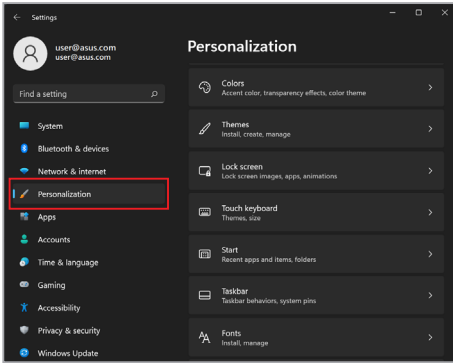 Settings
user@asus.com
user@asus.com
Find a setting
System
Bluetooth & devices
Network & internet
Personalization
Apps
Accounts
Time & language
Gaming
Accessibility
Privacy & security
Windows Update
Personalization
Colors
Accent color, transparency effects, color theme
Themes
Install, create, manage
Lock screen
Lock screen images, apps, animations
Touch keyboard
Themes, size
Start
Recent apps and items, folders
Taskbar
Taskbar behaviors, system pins
Fonts
Install, manage